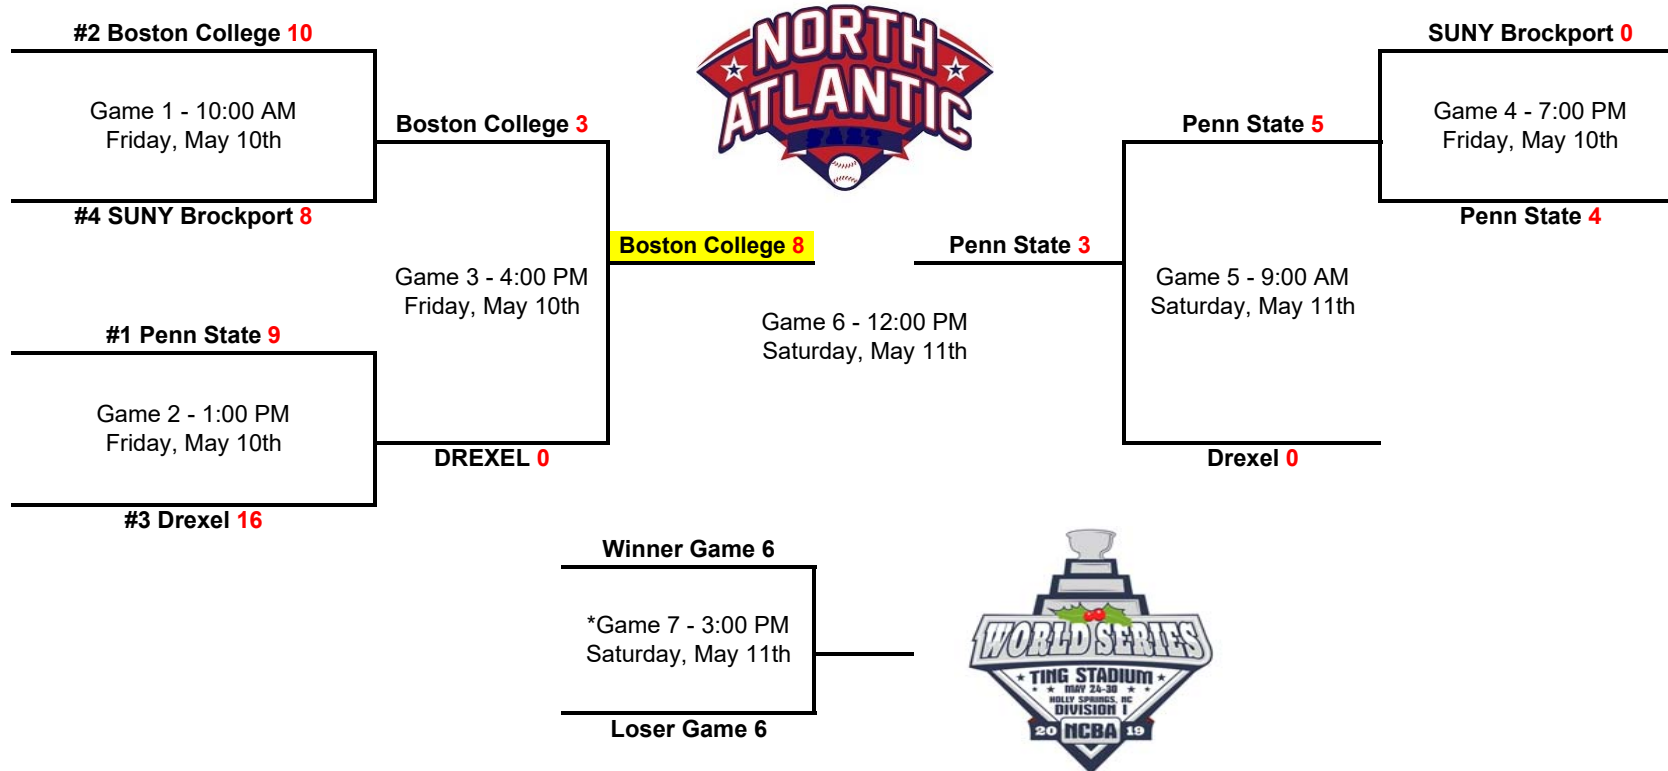 #2 Boston College 10
Game 1 - 10:00 AM
Friday, May 10th
#4 SUNY Brockport 8
Boston College 3
#1 Penn State 9
Game 2 - 1:00 PM
Friday, May 10th
#3 Drexel 16
Game 3 - 4:00 PM
Friday, May 10th
DREXEL 0
Boston College 8
NORTH
ATLANTIC
EAST
Penn State 3
Game 6 - 12:00 PM
Saturday, May 11th
Penn State 5
Game 5 - 9:00 AM
Saturday, May 11th
Drexel 0
SUNY Brockport 0
Game 4 - 7:00 PM
Friday, May 10th
Penn State 4
Winner Game 6
*Game 7 - 3:00 PM
Saturday, May 11th
Loser Game 6
WORLD SERIES
TING STADIUM
MAY 24-30
HOLLY SPRINGS, NC
DIVISION I
20 NCBA 19